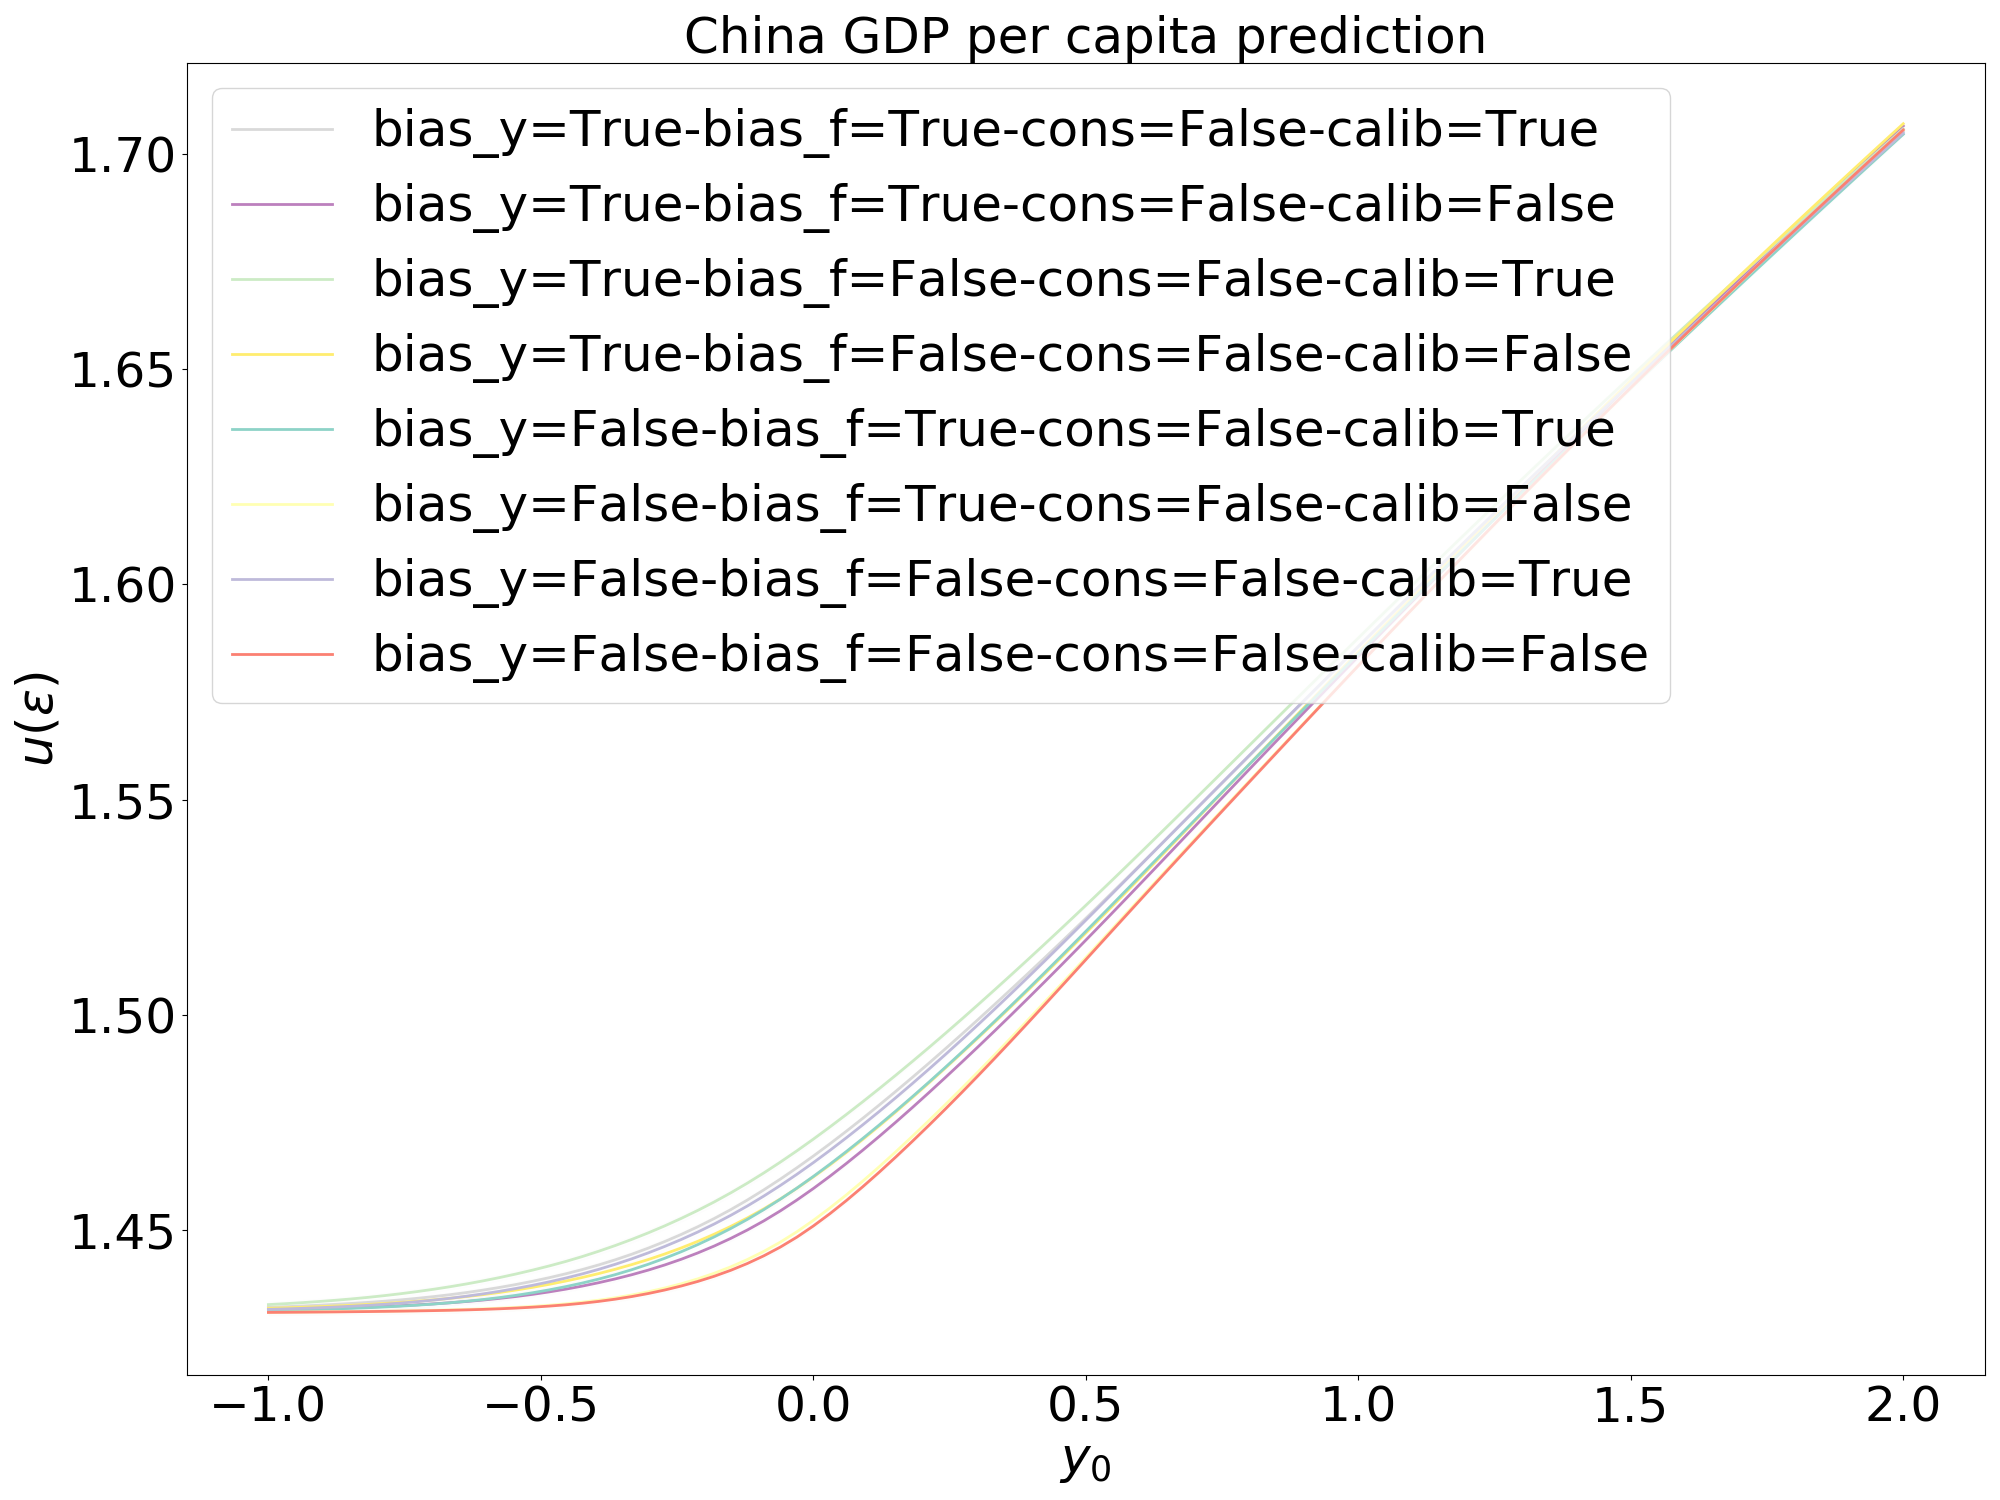 China GDP per capita prediction
bias_y=True-bias_f=True-cons=False-calib=True
bias_y=True-bias_f=True-cons=False-calib=False
bias_y=True-bias_f=False-cons=False-calib=True
bias_y=True-bias_f=False-cons=False-calib=False
bias_y=False-bias_f=True-cons=False-calib=True
bias_y=False-bias_f=True-cons=False-calib=False
bias_y=False-bias_f=False-cons=False-calib=True
bias_y=False-bias_f=False-cons=False-calib=False
1.70
1.65
1.60
1.55
1.50
1.45
u(ε)
−1.0 −0.5 0.0 0.5 1.0 1.5 2.0
y₀